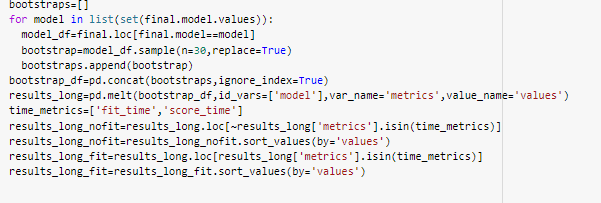 bootstraps=[]
for model in list(set(final.model.values)):
  model_df=final.loc[final.model==model]
  bootstrap=model_df.sample(n=30,replace=True)
  bootstraps.append(bootstrap)
bootstrap_df=pd.concat(bootstraps,ignore_index=True)
results_long=pd.melt(bootstrap_df,id_vars=['model'],var_name='metrics',value_name='values')
time_metrics=['fit_time','score_time']
results_long_nofit=results_long.loc[~results_long['metrics'].isin(time_metrics)]
results_long_nofit=results_long_nofit.sort_values(by='values')
results_long_fit=results_long.loc[results_long['metrics'].isin(time_metrics)]
results_long_fit=results_long_fit.sort_values(by='values')